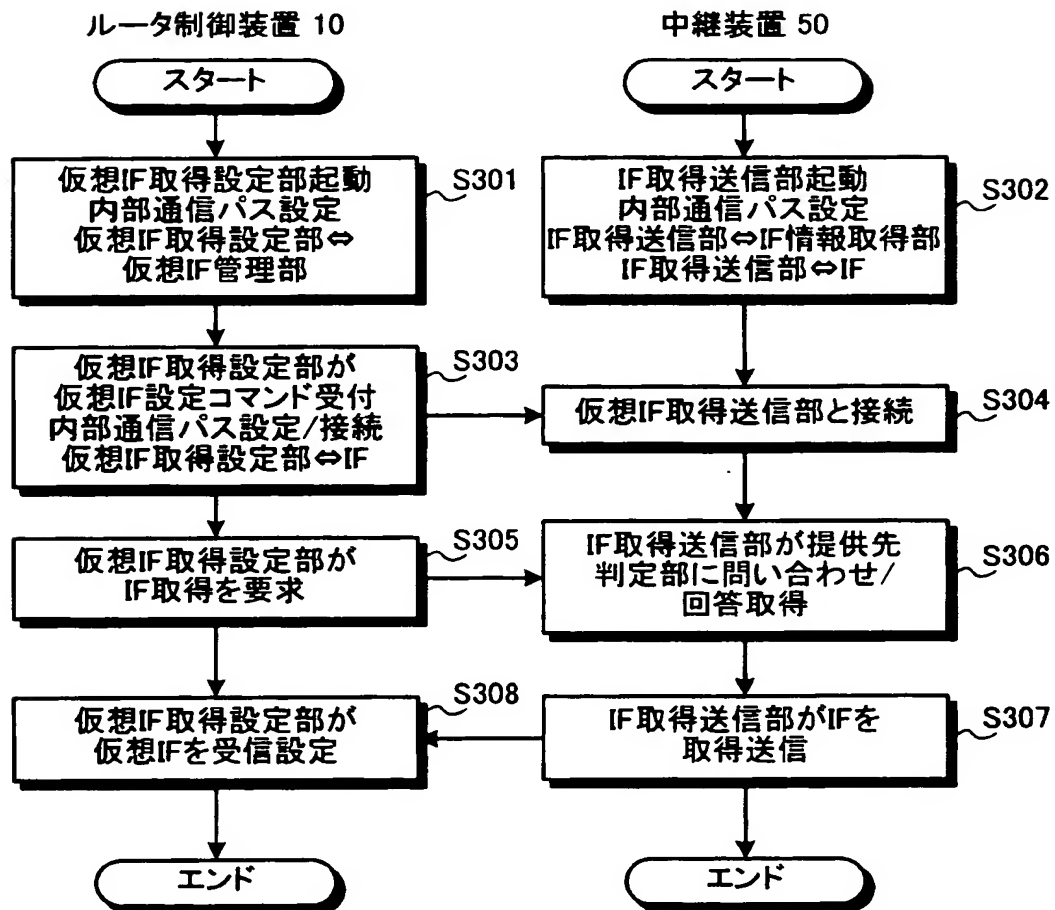 ルータ制御装置 10
中継装置 50
スタート
スタート
仮想IF取得設定部起動
内部通信パス設定
仮想IF取得設定部⇔
仮想IF管理部
S301
IF取得送信部起動
内部通信パス設定
IF取得送信部⇔IF情報取得部
IF取得送信部⇔IF
S302
仮想IF取得設定部が
仮想IF設定コマンド受付
内部通信パス設定/接続
仮想IF取得設定部⇔IF
S303
仮想IF取得送信部と接続
S304
仮想IF取得設定部が
IF取得を要求
S305
IF取得送信部が提供先
判定部に問い合わせ/
回答取得
S306
仮想IF取得設定部が
仮想IFを受信設定
S308
IF取得送信部がIFを
取得送信
S307
エンド
エンド